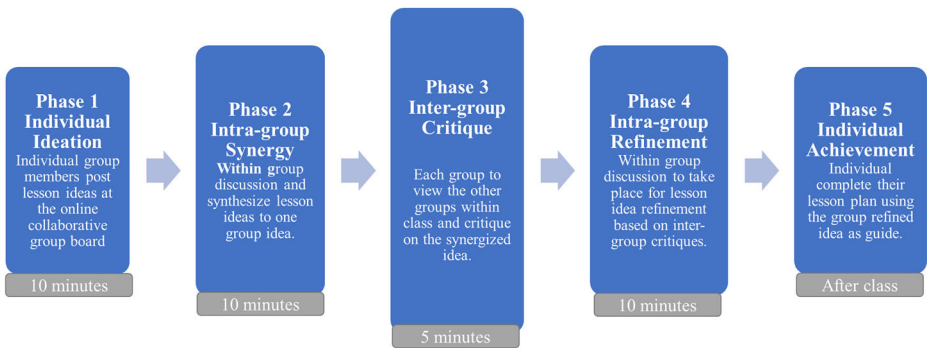 Phase 1
Individual
Ideation
Individual group
members post
lesson ideas at
the online
collaborative
group board
10 minutes
Phase 2
Intra-group
Synergy
Within group
discussion and
synthesize lesson
ideas to one
group idea.
10 minutes
Phase 3
Inter-group
Critique
Each group to
view the other
groups within
class and critique
on the synergized
idea.
5 minutes
Phase 4
Intra-group
Refinement
Within group
discussion to take
place for lesson
idea refinement
based on inter-
group critiques.
10 minutes
Phase 5
Individual
Achievement
Individual
complete their
lesson plan using
the group refined
idea as guide.
After class